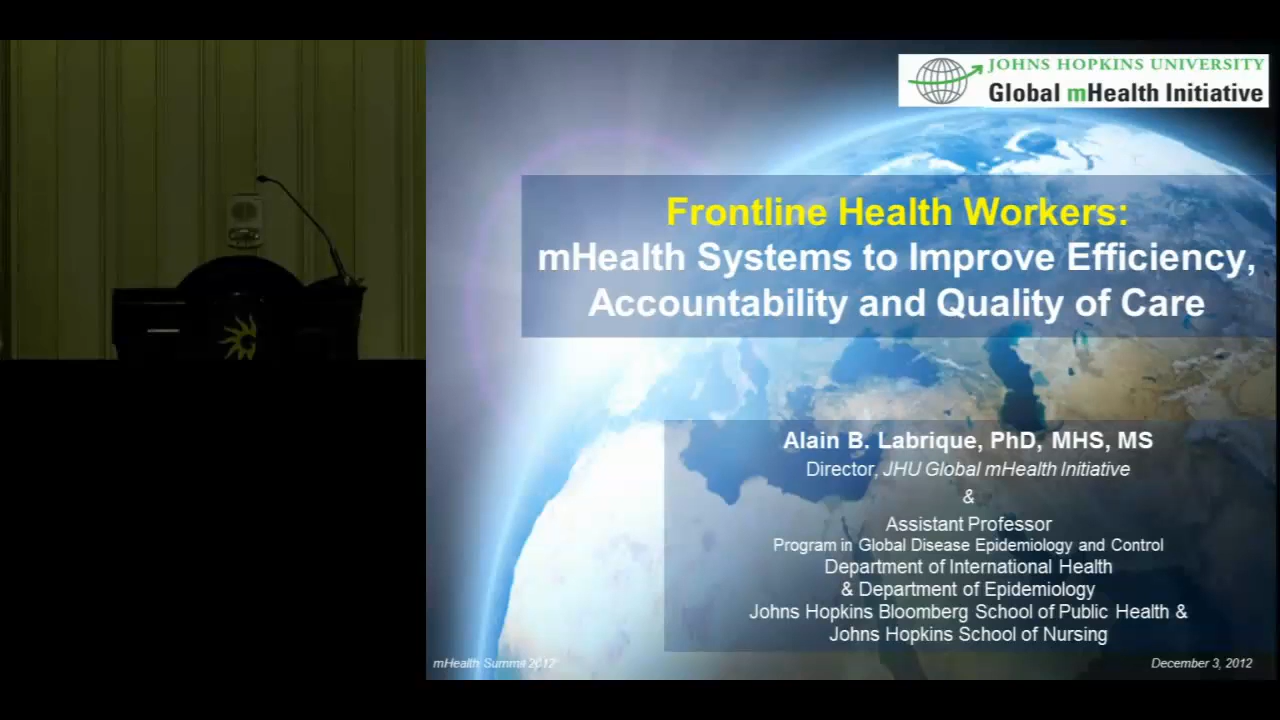 JOHNS HOPKINS UNIVERSITY
Global mHealth Initiative
Frontline Health Workers:
mHealth Systems to Improve Efficiency,
Accountability and Quality of Care
Alain B. Labrique, PhD, MHS, MS
Director, JHU Global mHealth Initiative
&
Assistant Professor
Program in Global Disease Epidemiology and Control
Department of International Health
& Department of Epidemiology
Johns Hopkins Bloomberg School of Public Health &
Johns Hopkins School of Nursing
mHealth Summit 2012
December 3, 2012